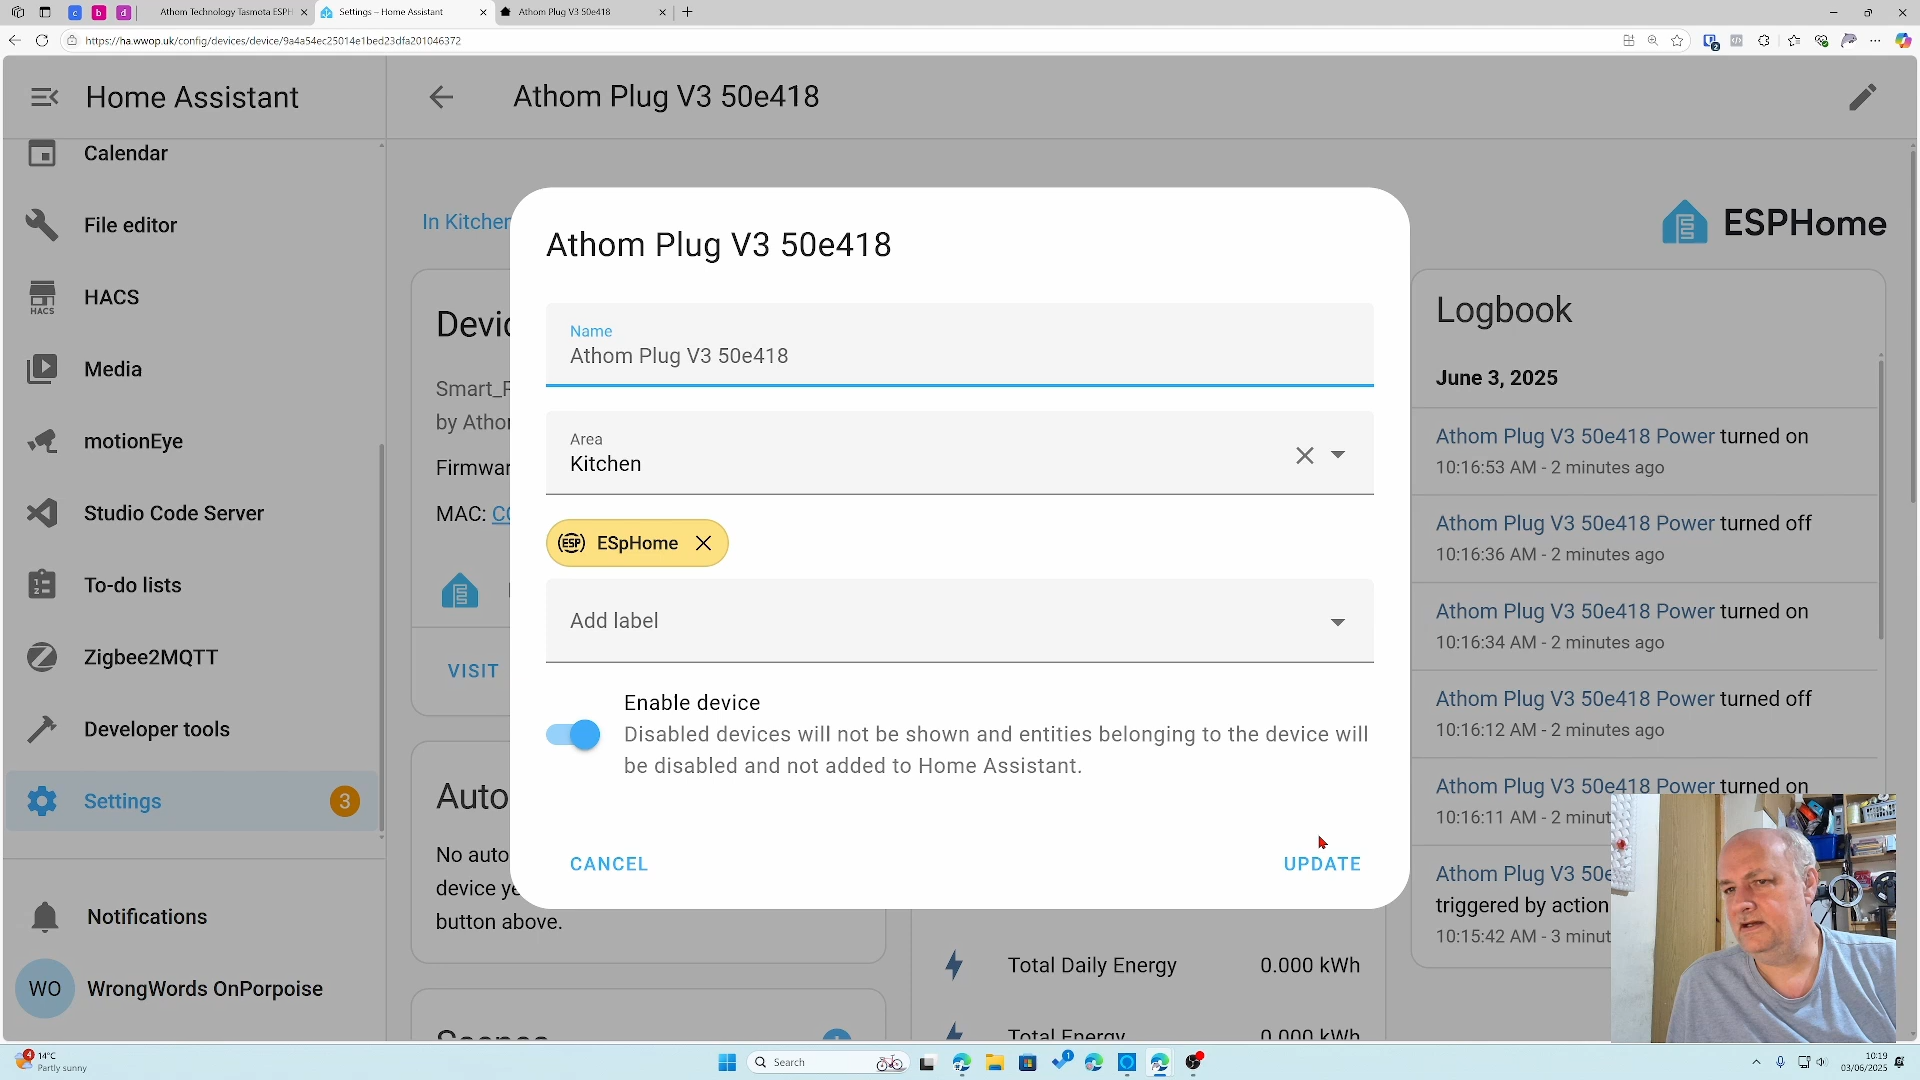 Athom Technology Tasmota ESPH
Settings – Home Assistant
Athom Plug V3 50e418
https://ha.wwop.uk/config/devices/device/9a4a54ec25014e1bed23dfa201046372
Home Assistant
Athom Plug V3 50e418
Calendar
File editor
HACS
HACS
Media
motionEye
Studio Code Server
To-do lists
Zigbee2MQTT
Developer tools
Settings
3
Notifications
WO
WrongWords OnPorpoise
In Kitchen
ESPHome
Devic
Smart_P
by Athor
Firmwar
MAC: CC
VISIT
Auto
No auto
device ye
button above.
Scenes
Athom Plug V3 50e418
Name
Athom Plug V3 50e418
Area
Kitchen
ESP
ESpHome
Add label
Enable device
Disabled devices will not be shown and entities belonging to the device will
be disabled and not added to Home Assistant.
CANCEL
UPDATE
Total Daily Energy
0.000 kWh
Total Energy
0.000 kWh
Logbook
June 3, 2025
Athom Plug V3 50e418 Power turned on
10:16:53 AM - 2 minutes ago
Athom Plug V3 50e418 Power turned off
10:16:36 AM - 2 minutes ago
Athom Plug V3 50e418 Power turned on
10:16:34 AM - 2 minutes ago
Athom Plug V3 50e418 Power turned off
10:16:12 AM - 2 minutes ago
Athom Plug V3 50e418 Power turned on
10:16:11 AM - 2 minut
Athom Plug V3 50e
triggered by action
10:15:42 AM - 3 minut
14°C
Partly sunny
Search
10:19
03/06/2025